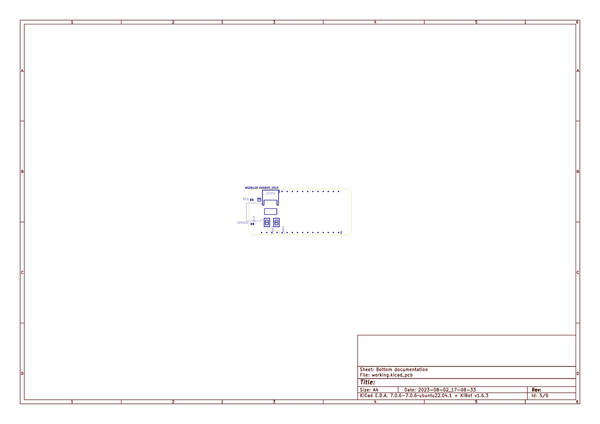 1 2 3 4 5 6
A A
B B
C C
Sheet: Bottom documentation
File: working.kicad_pcb
D D
Title:
Size: A4 Date: 2023-08-02_17-08-33 Rev:
KiCad E.D.A. 7.0.6-7.0.6~ubuntu22.04.1 + KiBot v1.6.3 Id: 5/6
1 2 3 4 5 6